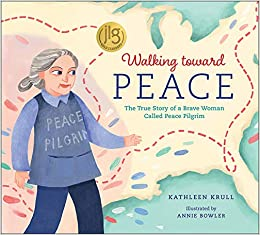 jlg
Walking toward
PEACE
The True Story of a Brave Woman
Called Peace Pilgrim
PEACE
PILGRIM
KATHLEEN KRULL
Illustrated by
ANNIE BOWLER